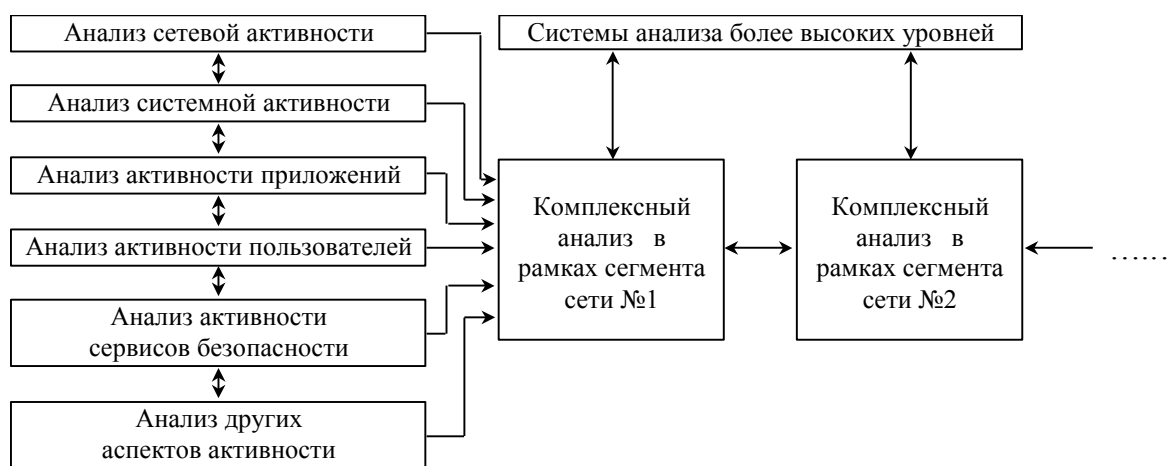 Анализ сетевой активности
Анализ системной активности
Анализ активности приложений
Анализ активности пользователей
Анализ активности
сервисов безопасности
Анализ других
аспектов активности
Системы анализа более высоких уровней
Комплексный
анализ в
рамках сегмента
сети №1
Комплексный
анализ в
рамках сегмента
сети №2
……